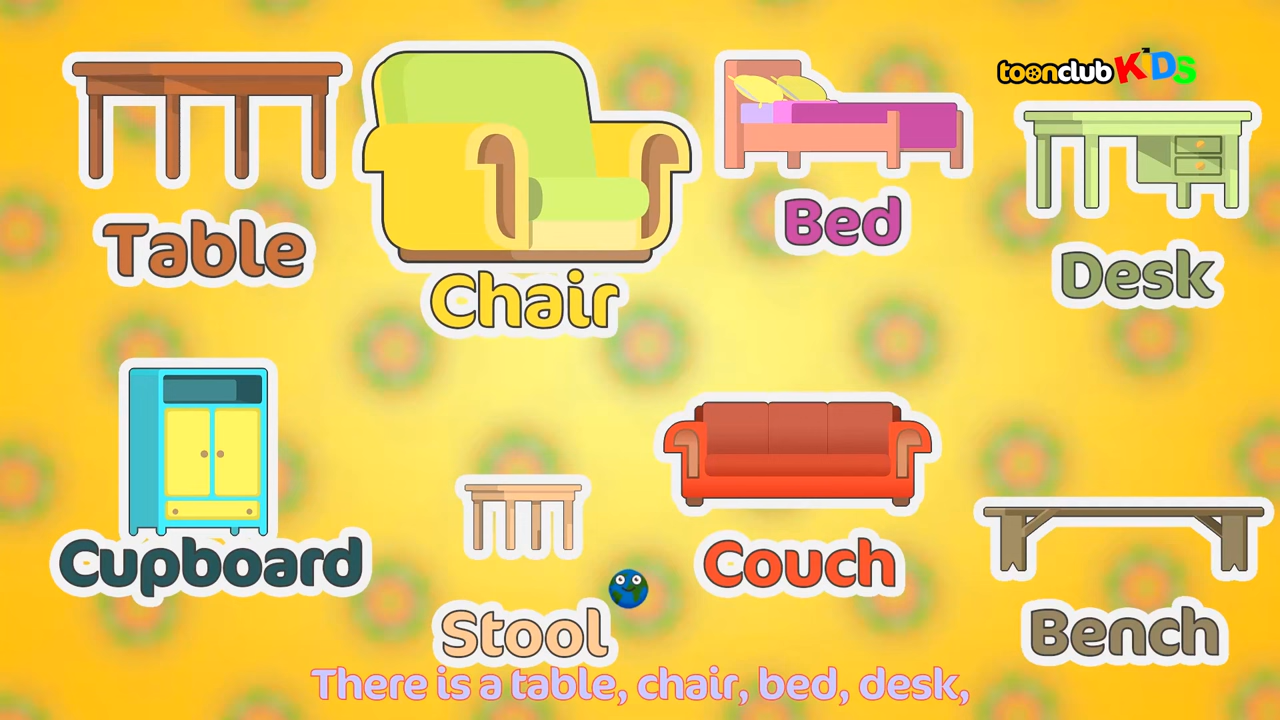 toonclub KiDS
Table
Chair
Bed
Desk
Cupboard
Stool
Couch
Bench
There is a table, chair, bed, desk,